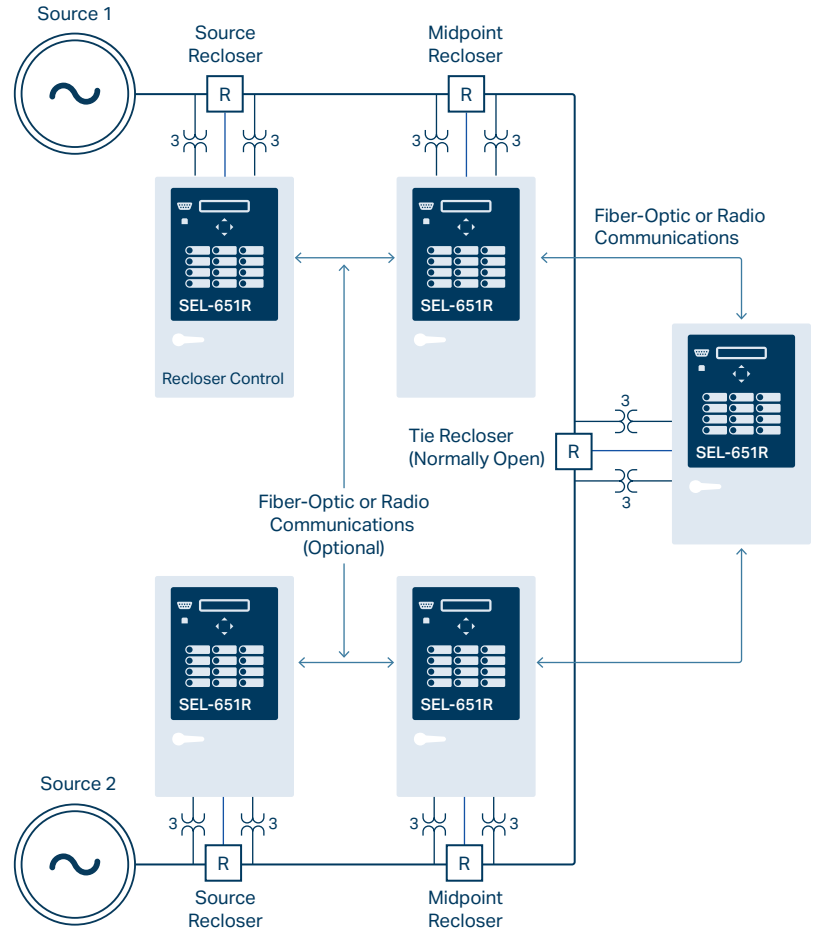 Source 1
Source
Recloser
Midpoint
Recloser
R
R
3
3
3
3
SEL-651R
Recloser Control
SEL-651R
Fiber-Optic or Radio
Communications
SEL-651R
3
Tie Recloser
(Normally Open)
R
3
Fiber-Optic or Radio
Communications
(Optional)
SEL-651R
SEL-651R
Source 2
3
3
3
3
R
R
Source
Recloser
Midpoint
Recloser